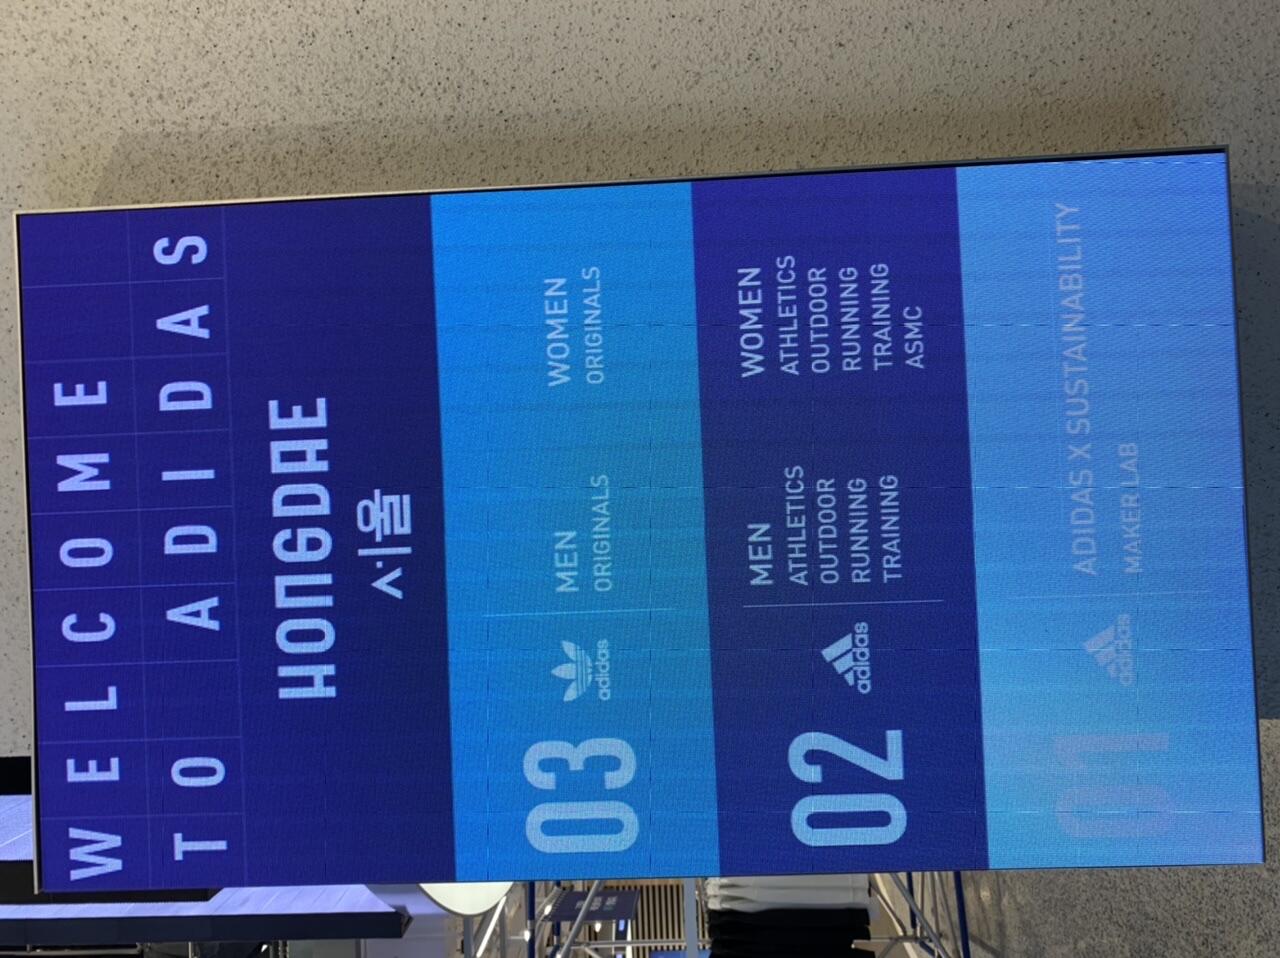 WELCOME
TO ADIDAS
HONGDAE
서울
03
adidas
MEN
ORIGINALS
WOMEN
ORIGINALS
02
adidas
MEN
ATHLETICS
OUTDOOR
RUNNING
TRAINING
WOMEN
ATHLETICS
OUTDOOR
RUNNING
TRAINING
ASMC
01
adidas
ADIDAS X SUSTAINABILITY
MAKER LAB